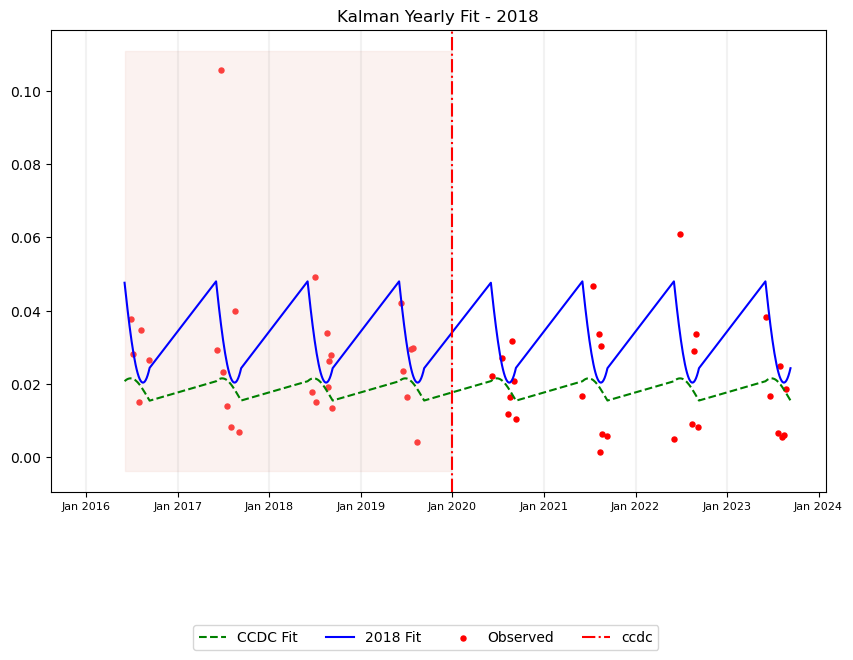 Kalman Yearly Fit - 2018
0.10
0.08
0.06
0.04
0.02
0.00
Jan 2016 Jan 2017 Jan 2018 Jan 2019 Jan 2020 Jan 2021 Jan 2022 Jan 2023 Jan 2024
CCDC Fit 2018 Fit Observed ccdc